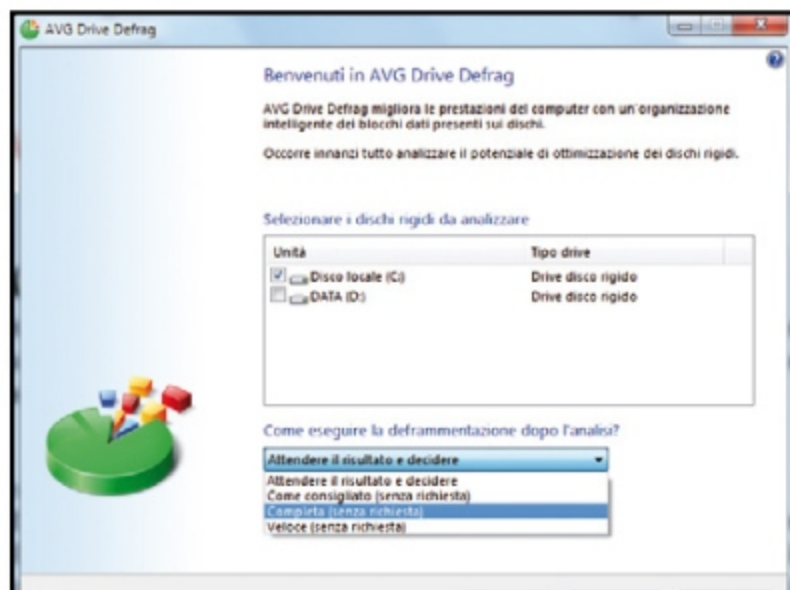 AVG Drive Defrag
Benvenuti in AVG Drive Defrag
AVG Drive Defrag migliora le prestazioni del computer con un'organizzazione
intelligente dei blocchi dati presenti sui dischi.
Occorre innanzi tutto analizzare il potenziale di ottimizzazione dei dischi rigidi.
Selezionare i dischi rigidi da analizzare
Unità Tipo drive
Disco locale (C:) Drive disco rigido
DATA (D:) Drive disco rigido
Come eseguire la deframmentazione dopo l'analisi?
Attendere il risultato e decidere
Attendere il risultato e decidere
Come consigliato (senza richiesta)
Completa (senza richiesta)
Veloce (senza richiesta)